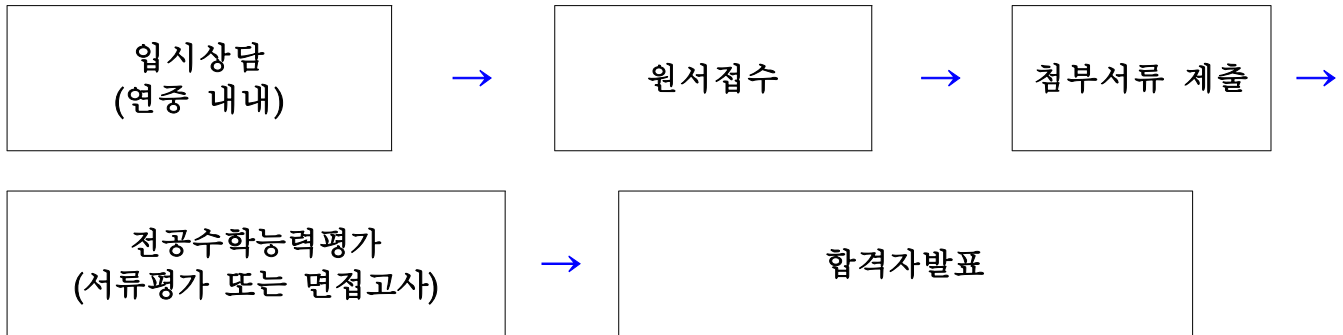 입시상담
(연중 내내)
→
원서접수
→
첨부서류 제출
→
전공수학능력평가
(서류평가 또는 면접고사)
→
합격자발표